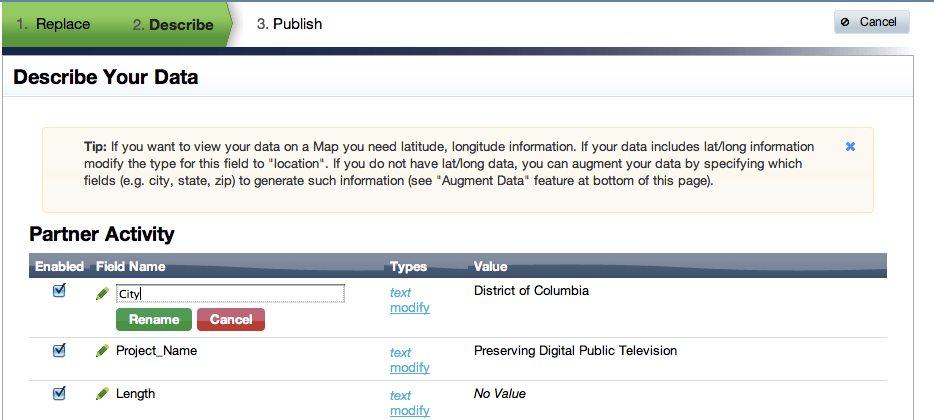 1. Replace 2. Describe 3. Publish Cancel
Describe Your Data
Tip: If you want to view your data on a Map you need latitude, longitude information. If your data includes lat/long information
modify the type for this field to "location". If you do not have lat/long data, you can augment your data by specifying which
fields (e.g. city, state, zip) to generate such information (see "Augment Data" feature at bottom of this page).
Partner Activity
Enabled Field Name Types Value
City text District of Columbia
modify
Rename Cancel
Project_Name text Preserving Digital Public Television
modify
Length text No Value
modify